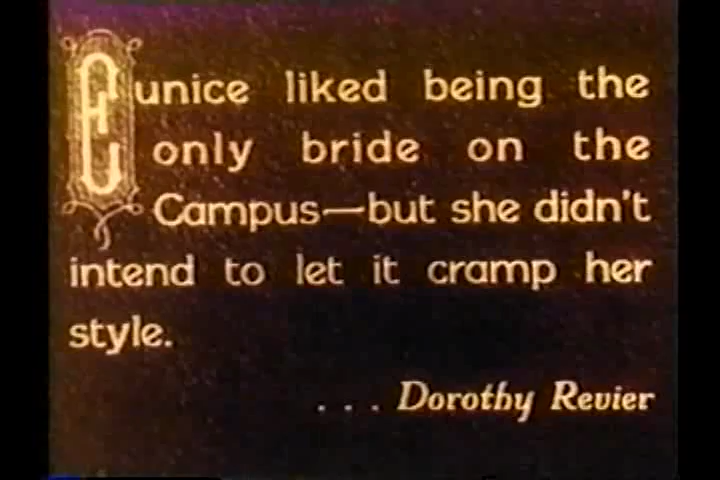 Eunice liked being the
only bride on the
Campus—but she didn't
intend to let it cramp her
style.
. . . Dorothy Revier